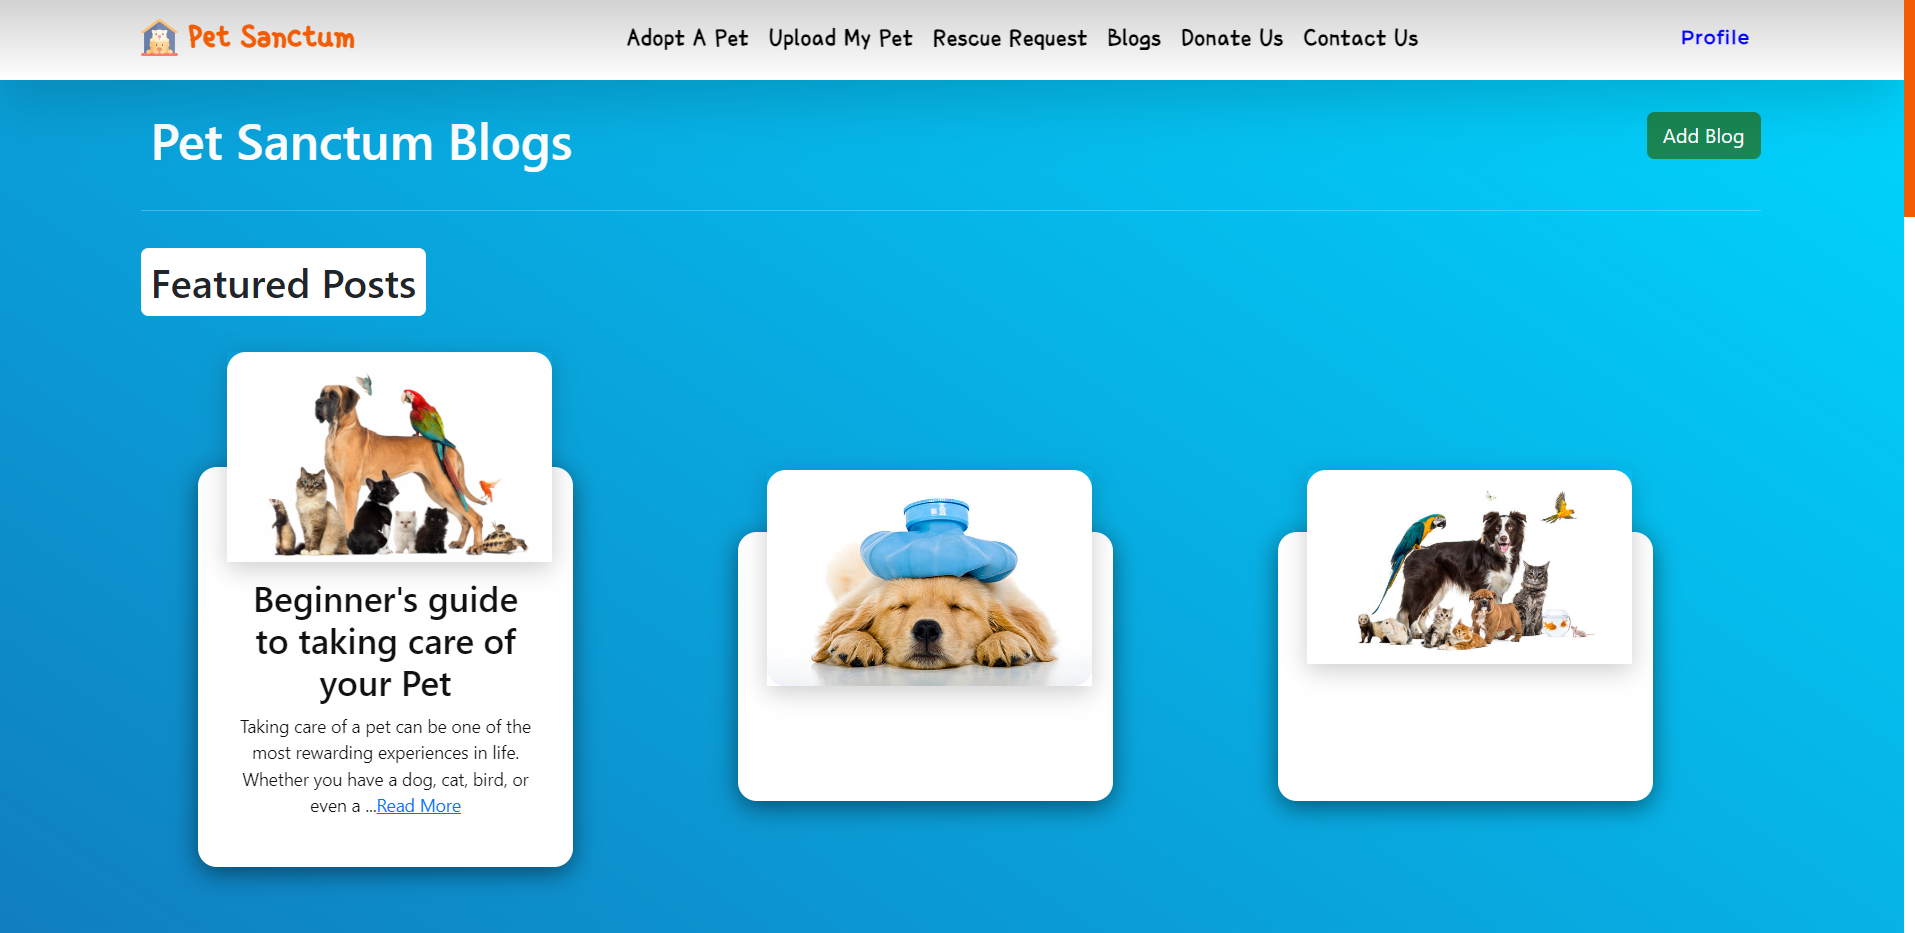 Pet Sanctum
Adopt A Pet Upload My Pet Rescue Request Blogs Donate Us Contact Us
Profile
Pet Sanctum Blogs
Add Blog
Featured Posts
Beginner's guide
to taking care of
your Pet
Taking care of a pet can be one of the
most rewarding experiences in life.
Whether you have a dog, cat, bird, or
even a ...Read More